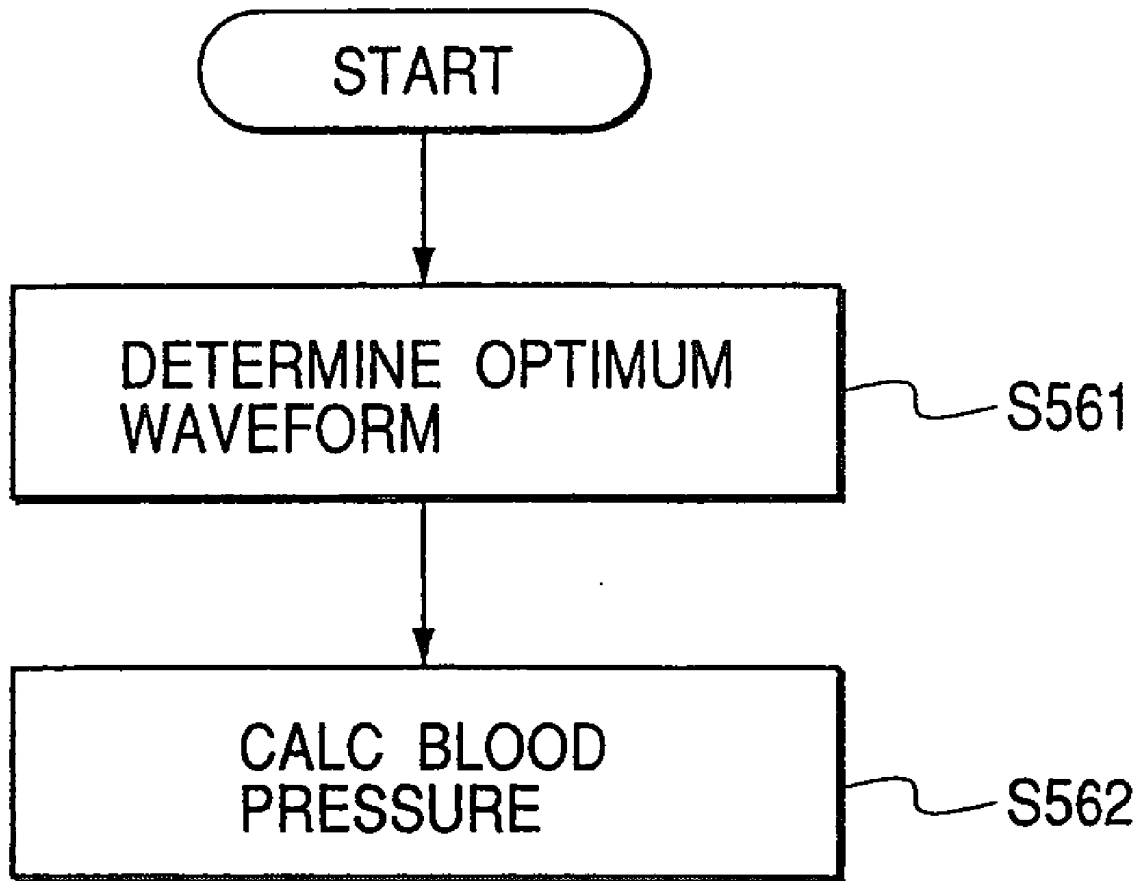 START
DETERMINE OPTIMUM
WAVEFORM
S561
CALC BLOOD
PRESSURE
S562